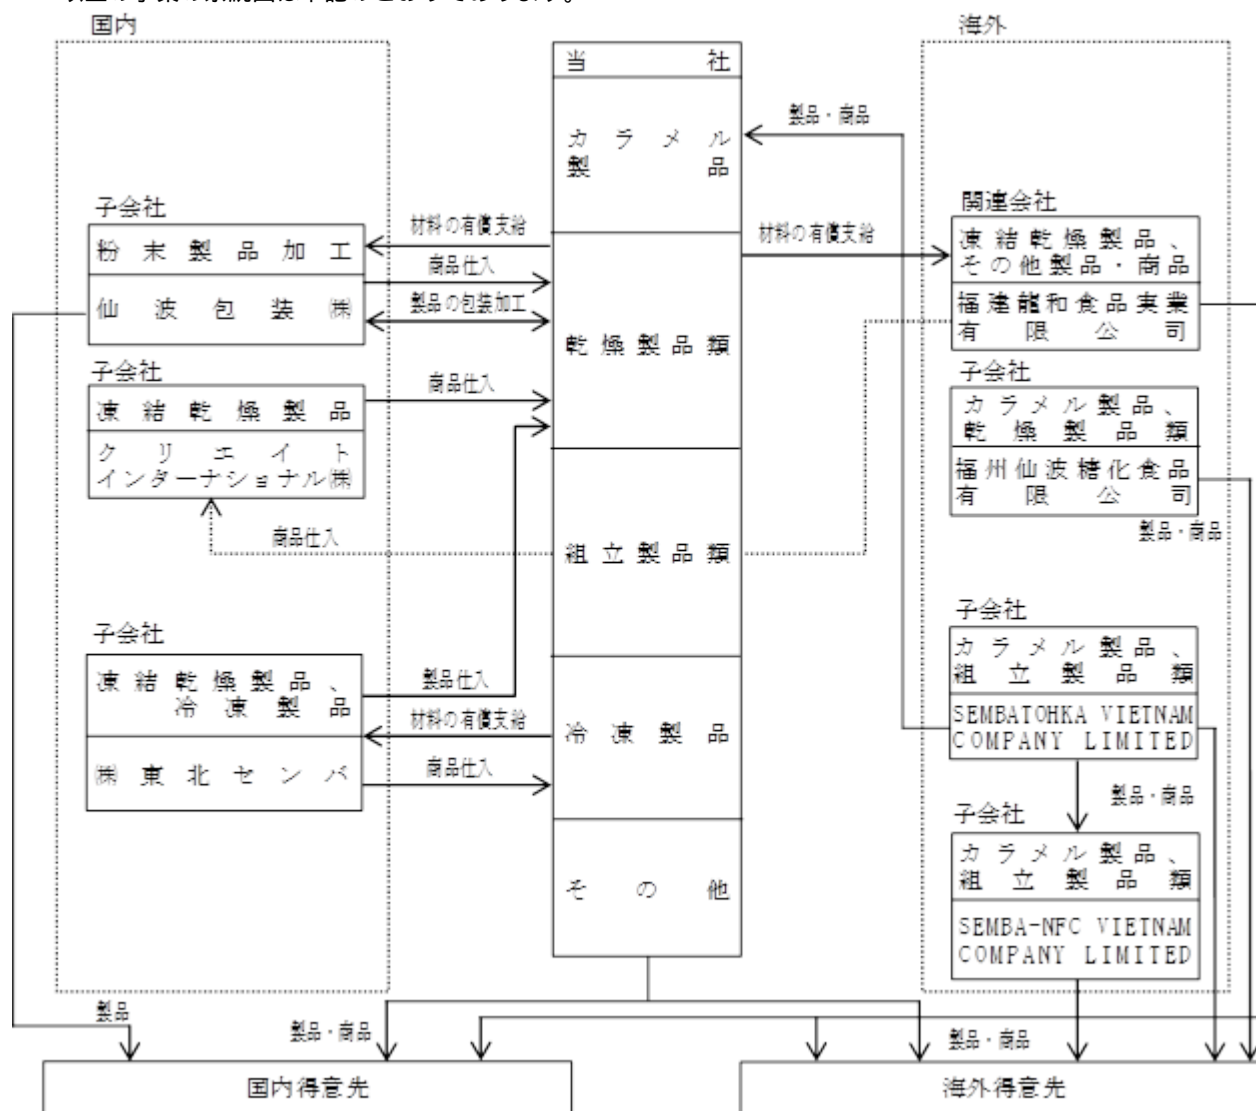 国内
海外
当社
カラメル
製品
乾燥製品類
組立製品類
冷凍製品
その他
子会社
粉末製品加工
仙波包装㈱
子会社
凍結乾燥製品
クリエイト
インターナショナル㈱
子会社
凍結乾燥製品、
冷凍製品
㈱東北センバ
材料の有償支給
商品仕入
製品の包装加工
商品仕入
商品仕入
製品仕入
材料の有償支給
商品仕入
製品・商品
材料の有償支給
関連会社
凍結乾燥製品、
その他製品・商品
福建龍和食品実業
有限公司
子会社
カラメル製品、
乾燥製品類
福州仙波糖化食品
有限公司
製品・商品
子会社
カラメル製品、
組立製品類
SEMBATOHKA VIETNAM
COMPANY LIMITED
製品・商品
子会社
カラメル製品、
組立製品類
SEMBA-NFC VIETNAM
COMPANY LIMITED
製品
製品・商品
製品・商品
国内得意先
海外得意先